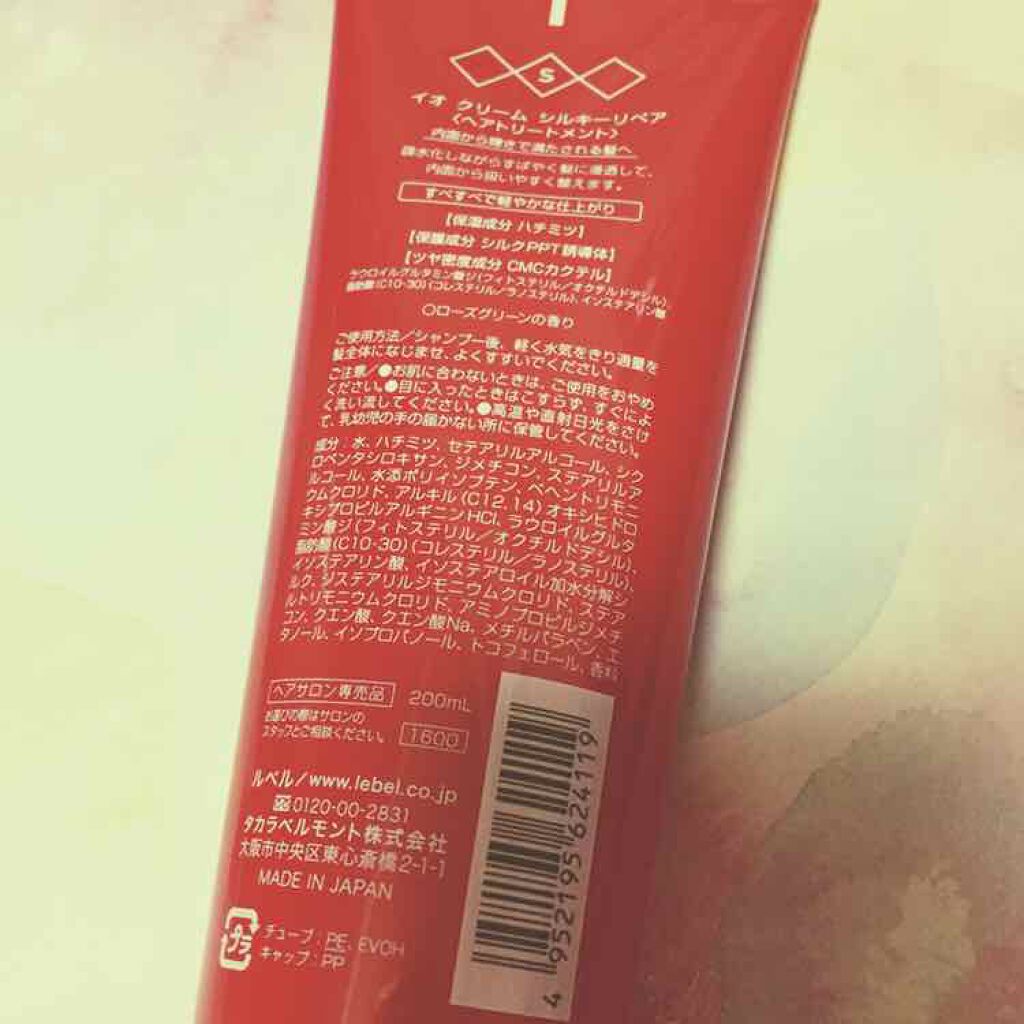 S
イオ クリーム シルキーリペア
〈ヘアトリートメント〉
内面から輝きで満たされる髪へ
疎水化しながらすばやく髪に浸透して、
内面から扱いやすく整えます。
すべすべで軽やかな仕上がり
【保湿成分 ハチミツ】
【保護成分 シルクPPT誘導体】
【ツヤ密度成分 CMCカクテル】
ラウロイルグルタミン酸ジ(フィトステリル/オクチルドデシル)、
脂肪酸(C10-30)(コレステリル/ラノステリル)、イソステアリン酸
〇ローズグリーンの香り
ご使用方法/シャンプー後、軽く水気をきり適量を
髪全体になじませ、よくすすいでください。
ご注意/●お肌に合わないときは、ご使用をおやめ
ください。●目に入ったときはこすらず、すぐによ
く洗い流してください。●高温や直射日光をさけ
て、乳幼児の手の届かない所に保管してください。
成分:水、ハチミツ、セテアリルアルコール、シク
ロペンタシロキサン、ジメチコン、ステアリルア
ルコール、水添ポリイソブテン、ベヘントリモニ
ウムクロリド、アルキル(C12,14)オキシヒドロ
キシプロピルアルギニンHCl、ラウロイルグルタ
ミン酸ジ(フィトステリル/オクチルドデシル)、
脂肪酸(C10-30)(コレステリル/ラノステリル)、
イソステアリン酸、イソステアロイル加水分解シ
ルク、ジステアリルジモニウムクロリド、ステア
ルトリモニウムクロリド、アミノプロピルジメチ
コン、クエン酸、クエン酸Na、メチルパラベン、エ
タノール、イソプロパノール、トコフェロール、香料
ヘアサロン専売品 200mL
お選びの際はサロンの
スタッフとご相談ください。 1600
ルベル/www.lebel.co.jp
0120-00-2831
タカラベルモント株式会社
大阪市中央区東心斎橋2-1-1
MADE IN JAPAN
プラ
チューブ:PE、EVOH
キャップ:PP
4 952195 624119